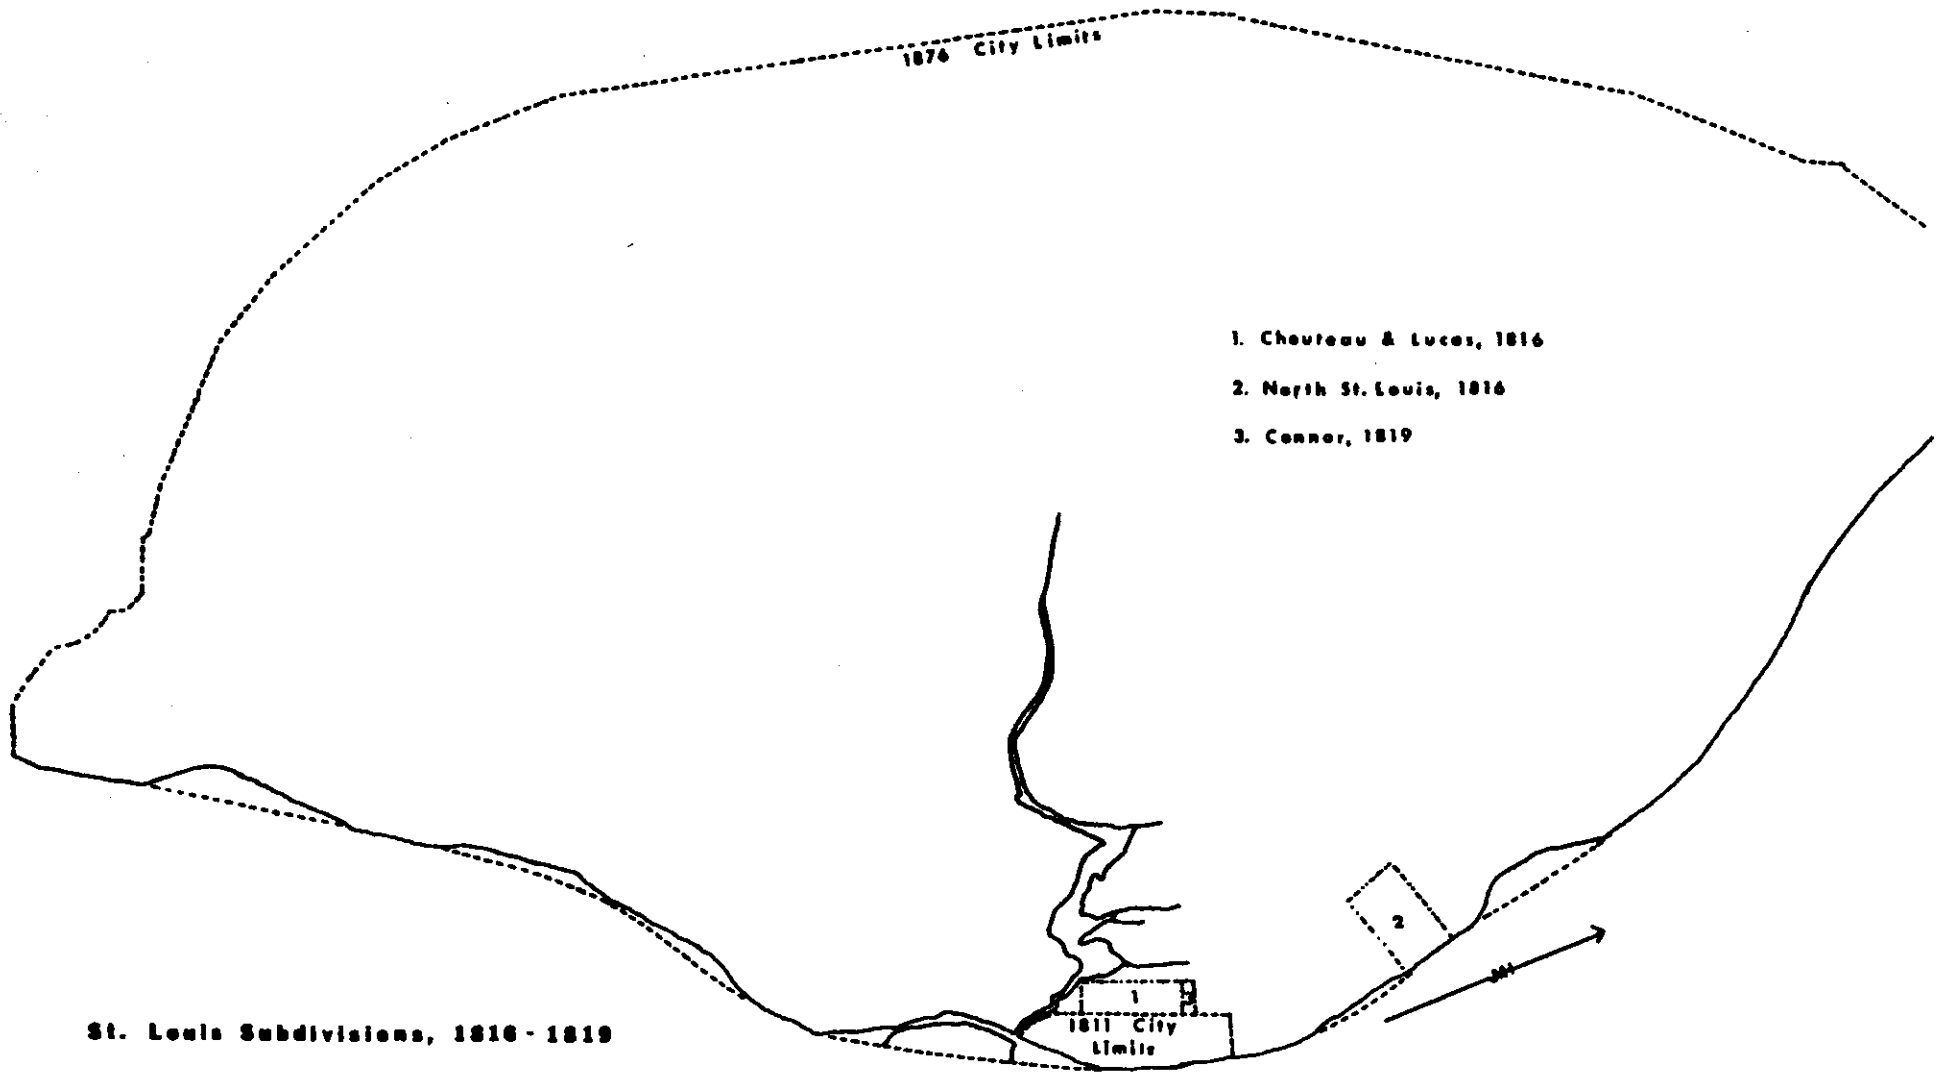 1876 City Limits
1. Chouteau & Lucas, 1816
2. North St. Louis, 1816
3. Connor, 1819
2
1
1811 City
Limits
St. Louis Subdivisions, 1816 - 1819